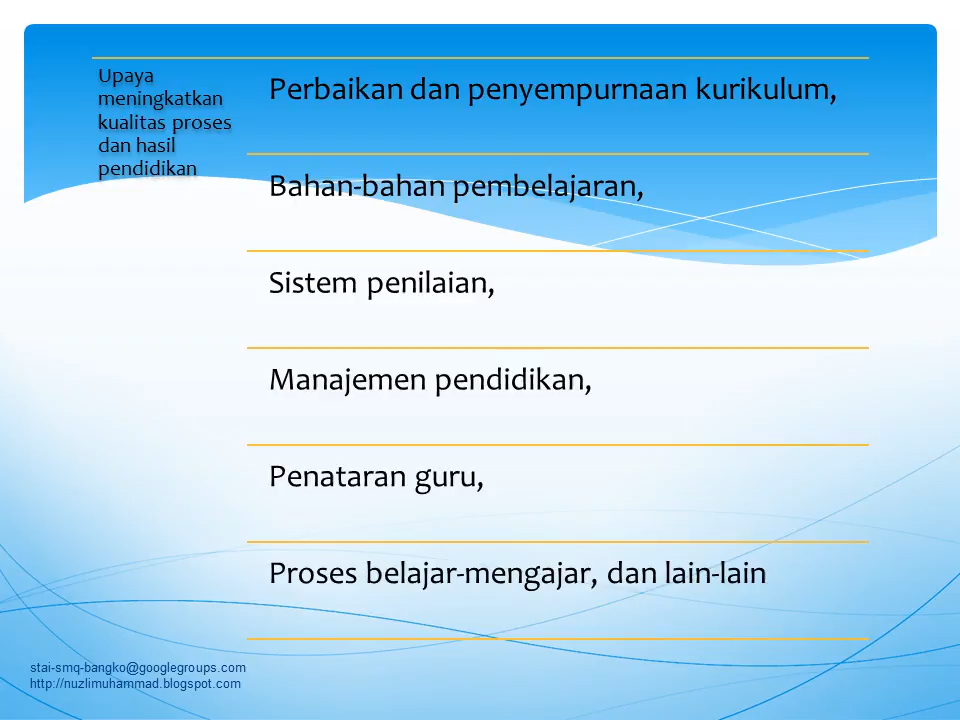 Upaya
meningkatkan
kualitas proses
dan hasil
pendidikan
Perbaikan dan penyempurnaan kurikulum,
Bahan-bahan pembelajaran,
Sistem penilaian,
Manajemen pendidikan,
Penataran guru,
Proses belajar-mengajar, dan lain-lain
stai-smq-bangko@googlegroups.com
http://nuzlimuhammad.blogspot.com